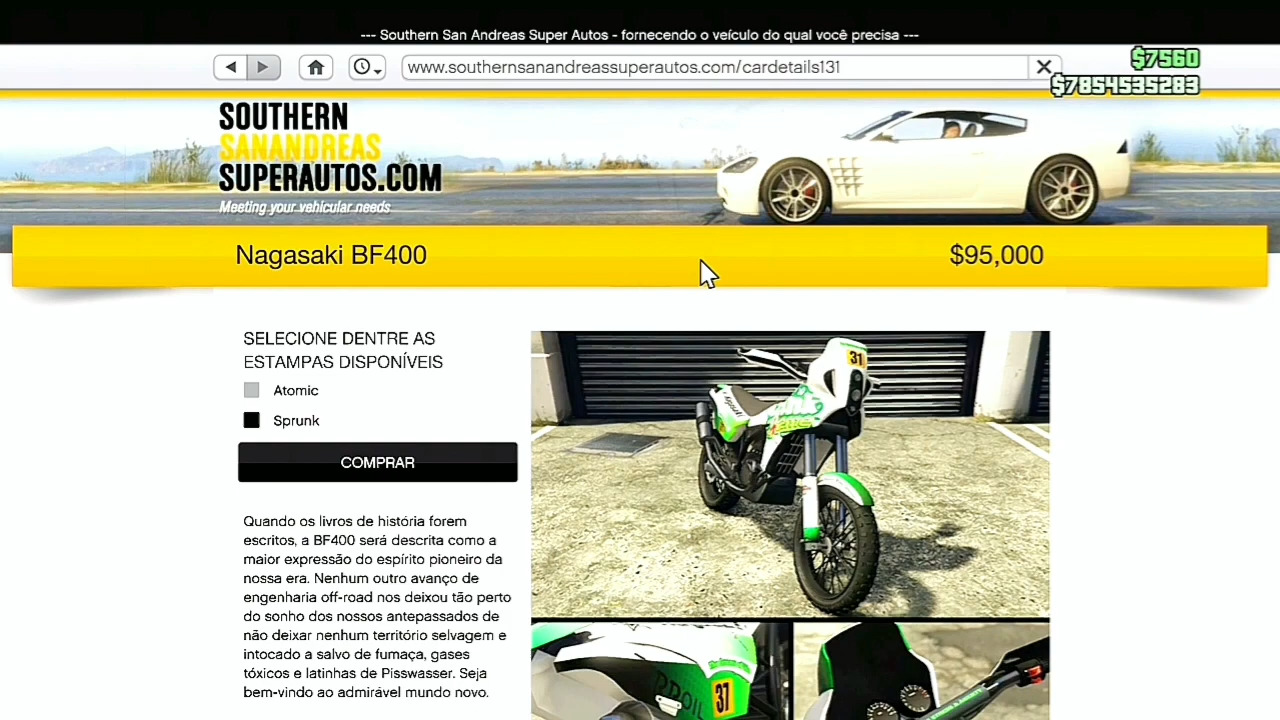 --- Southern San Andreas Super Autos - fornecendo o veículo do qual você precisa ---
www.southernsanandreassuperautos.com/cardetails131
$7560
$7854535283
SOUTHERN
SANANDREAS
SUPERAUTOS.COM
Meeting your vehicular needs
Nagasaki BF400
$95,000
SELECIONE DENTRE AS
ESTAMPAS DISPONÍVEIS
Atomic
Sprunk
COMPRAR
Quando os livros de história forem
escritos, a BF400 será descrita como a
maior expressão do espírito pioneiro da
nossa era. Nenhum outro avanço de
engenharia off-road nos deixou tão perto
do sonho dos nossos antepassados de
não deixar nenhum território selvagem e
intocado a salvo de fumaça, gases
tóxicos e latinhas de Pisswasser. Seja
bem-vindo ao admirável mundo novo.
31
37